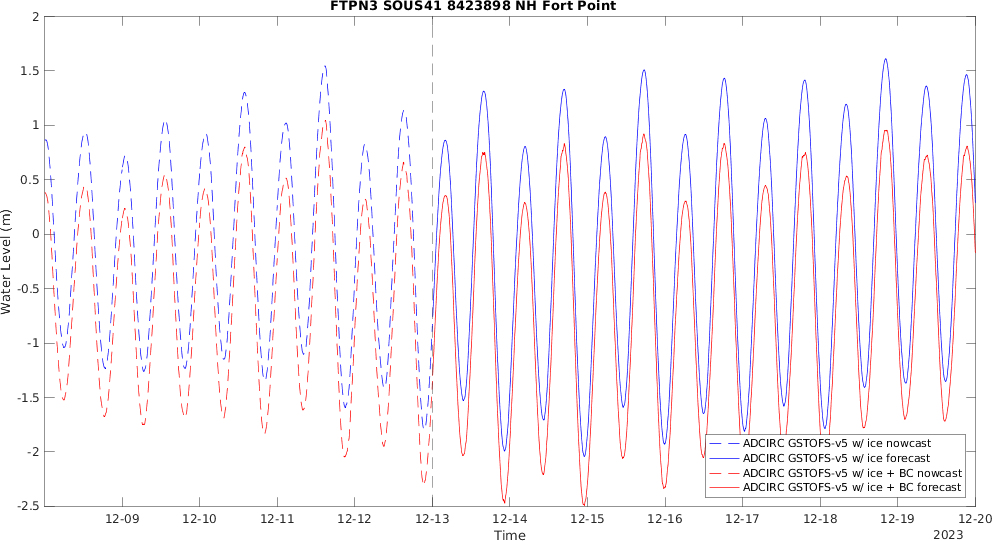 FTPN3 SOUS41 8423898 NH Fort Point
2
1.5
1
0.5
0
-0.5
-1
-1.5
-2
-2.5
Water Level (m)
12-09 12-10 12-11 12-12 12-13 12-14 12-15 12-16 12-17 12-18 12-19 12-20
Time
2023
ADCIRC GSTOFS-v5 w/ ice nowcast
ADCIRC GSTOFS-v5 w/ ice forecast
ADCIRC GSTOFS-v5 w/ ice + BC nowcast
ADCIRC GSTOFS-v5 w/ ice + BC forecast